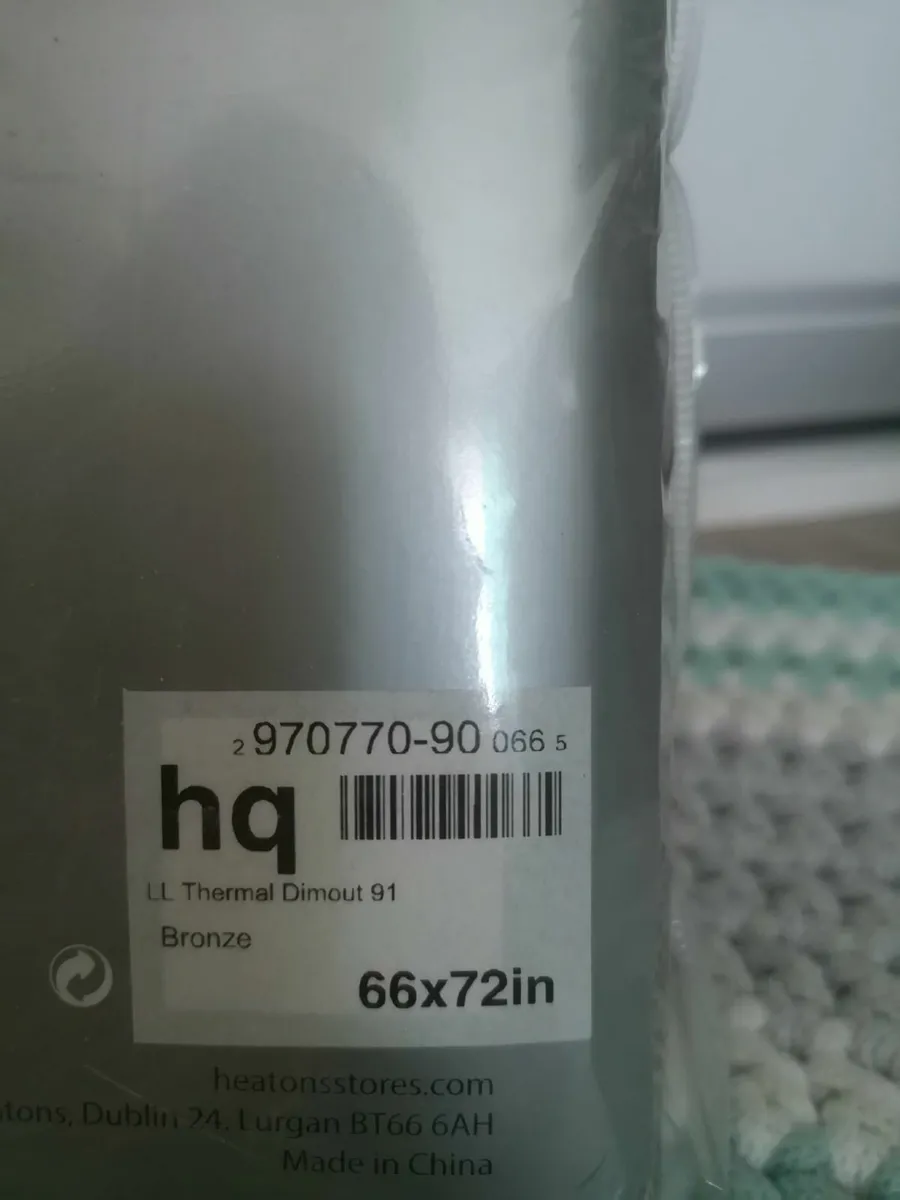 2 970770-90 066 5
hq
LL Thermal Dimout 91
Bronze
66x72in
heatonsstores.com
Dublin 24. Lurgan BT66 6AH
Made in China